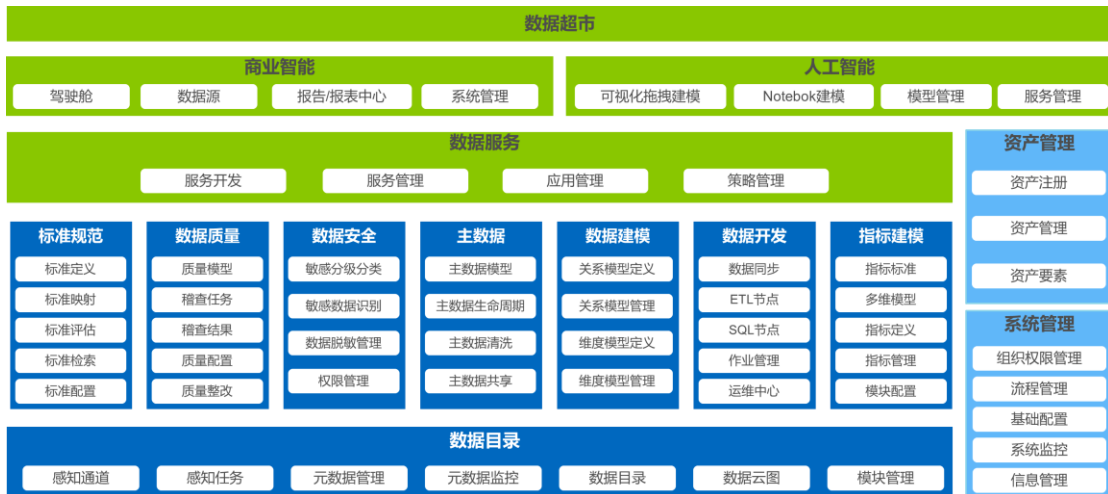 数据超市
商业智能
驾驶舱
数据源
报告/报表中心
系统管理
人工智能
可视化拖拽建模
Notebok建模
模型管理
服务管理
数据服务
服务开发
服务管理
应用管理
策略管理
资产管理
资产注册
资产管理
资产要素
标准规范
标准定义
标准映射
标准评估
标准检索
标准配置
数据质量
质量模型
稽查任务
稽查结果
质量配置
质量整改
数据安全
敏感分级分类
敏感数据识别
数据脱敏管理
权限管理
主数据
主数据模型
主数据生命周期
主数据清洗
主数据共享
数据建模
关系模型定义
关系模型管理
维度模型定义
维度模型管理
数据开发
数据同步
ETL节点
SQL节点
作业管理
运维中心
指标建模
指标标准
多维模型
指标定义
指标管理
模块配置
系统管理
组织权限管理
流程管理
基础配置
系统监控
信息管理
数据目录
感知通道
感知任务
元数据管理
元数据监控
数据目录
数据云图
模块管理